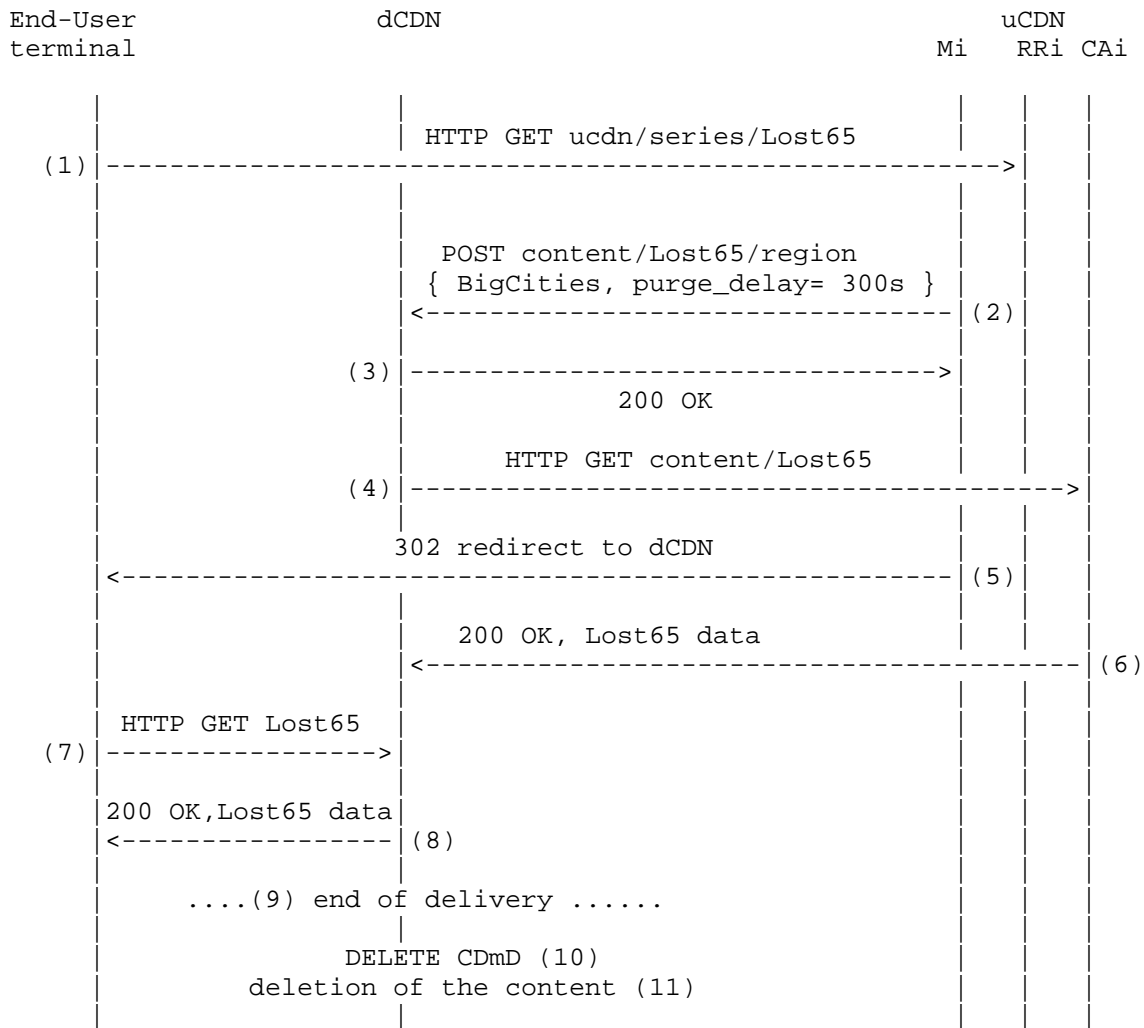 End-User dCDN uCDN
terminal Mi RRi CAi
HTTP GET ucdn/series/Lost65
(1)
POST content/Lost65/region
{ BigCities, purge_delay= 300s }
(2)
(3)
200 OK
HTTP GET content/Lost65
(4)
302 redirect to dCDN
(5)
200 OK, Lost65 data
(6)
HTTP GET Lost65
(7)
200 OK,Lost65 data
(8)
....(9) end of delivery ......
DELETE CDmD (10)
deletion of the content (11)